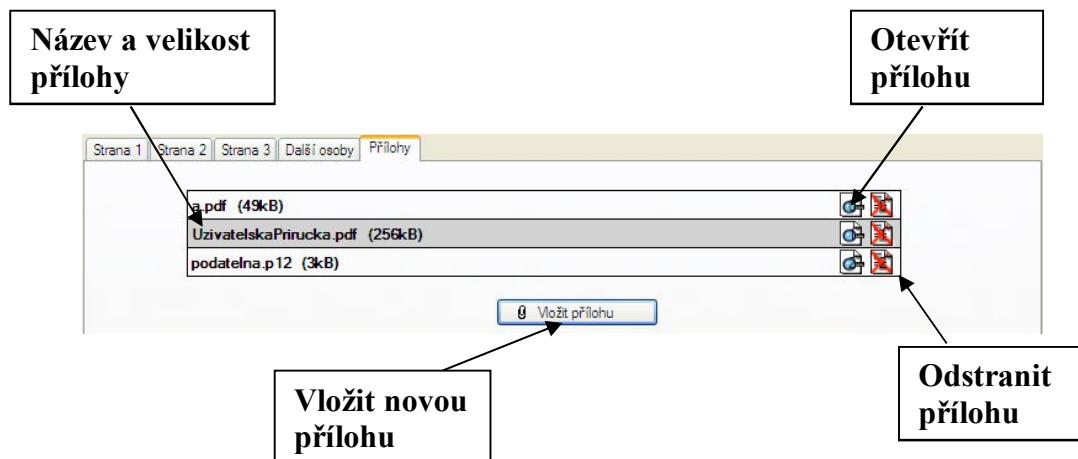 Název a velikost
přílohy
Otevřít
přílohu
Strana 1 Strana 2 Strana 3 Další osoby Přílohy
a.pdf (49kB)
UzivatelskaPrirucka.pdf (256kB)
podatelna.p12 (3kB)
Vložit přílohu
Vložit novou
přílohu
Odstranit
přílohu